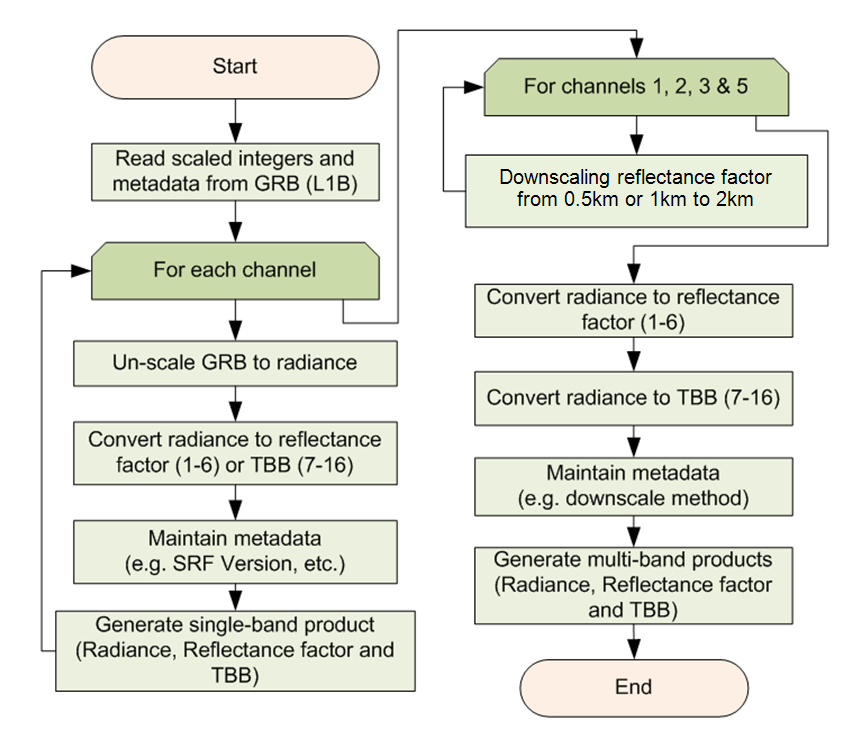 Start
Read scaled integers and
metadata from GRB (L1B)
For each channel
Un-scale GRB to radiance
Convert radiance to reflectance
factor (1-6) or TBB (7-16)
Maintain metadata
(e.g. SRF Version, etc.)
Generate single-band product
(Radiance, Reflectance factor and
TBB)
For channels 1, 2, 3 & 5
Downscaling reflectance factor
from 0.5km or 1km to 2km
Convert radiance to reflectance
factor (1-6)
Convert radiance to TBB (7-16)
Maintain metadata
(e.g. downscale method)
Generate multi-band products
(Radiance, Reflectance factor
and TBB)
End